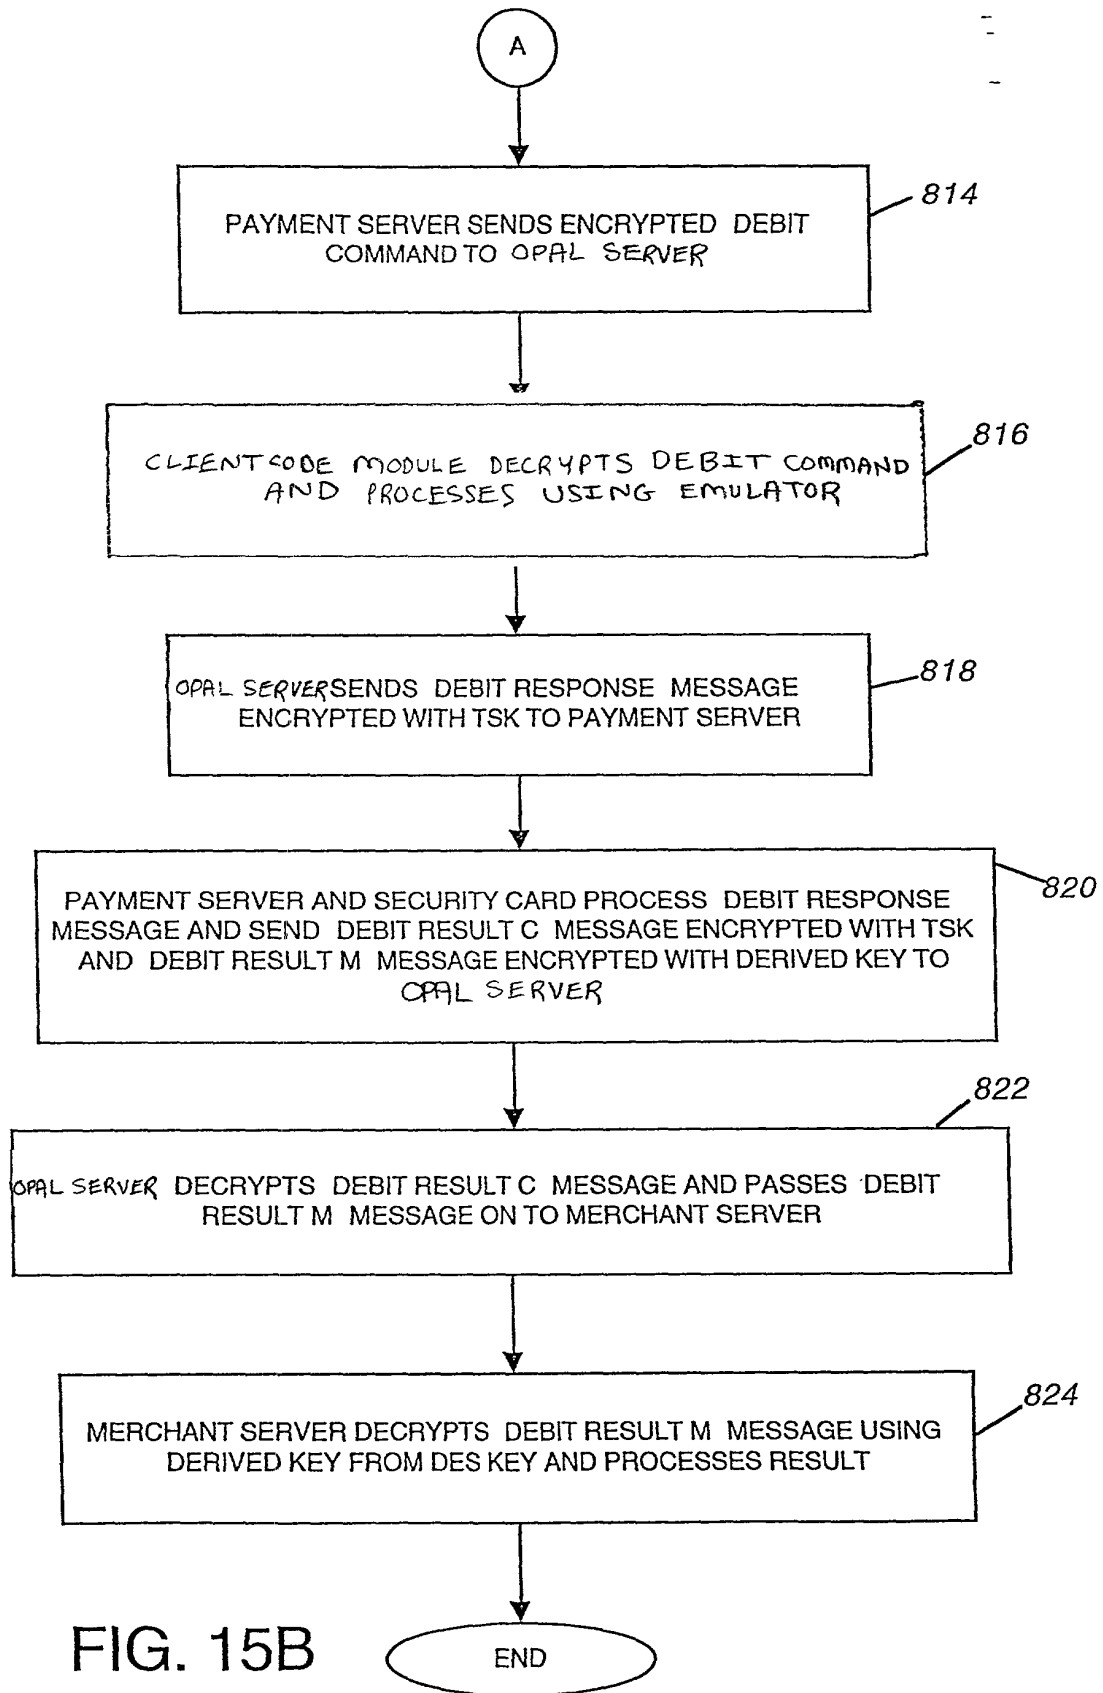 A
814
PAYMENT SERVER SENDS ENCRYPTED DEBIT
COMMAND TO OPAL SERVER
816
CLIENT CODE MODULE DECRYPTS DEBIT COMMAND
AND PROCESSES USING EMULATOR
818
OPAL SERVER SENDS DEBIT RESPONSE MESSAGE
ENCRYPTED WITH TSK TO PAYMENT SERVER
820
PAYMENT SERVER AND SECURITY CARD PROCESS DEBIT RESPONSE
MESSAGE AND SEND DEBIT RESULT C MESSAGE ENCRYPTED WITH TSK
AND DEBIT RESULT M MESSAGE ENCRYPTED WITH DERIVED KEY TO
OPAL SERVER
822
OPAL SERVER DECRYPTS DEBIT RESULT C MESSAGE AND PASSES DEBIT
RESULT M MESSAGE ON TO MERCHANT SERVER
824
MERCHANT SERVER DECRYPTS DEBIT RESULT M MESSAGE USING
DERIVED KEY FROM DES KEY AND PROCESSES RESULT
END
FIG. 15B